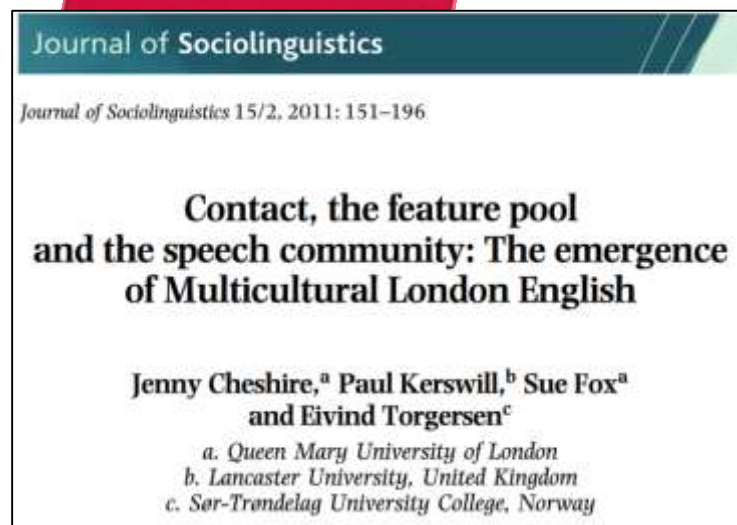 Journal of Sociolinguistics
Journal of Sociolinguistics 15/2, 2011: 151–196
Contact, the feature pool
and the speech community: The emergence
of Multicultural London English
Jenny Cheshire,ᵃ Paul Kerswill,ᵇ Sue Foxᵃ
and Eivind Torgersenᶜ
a. Queen Mary University of London
b. Lancaster University, United Kingdom
c. Sør-Trøndelag University College, Norway